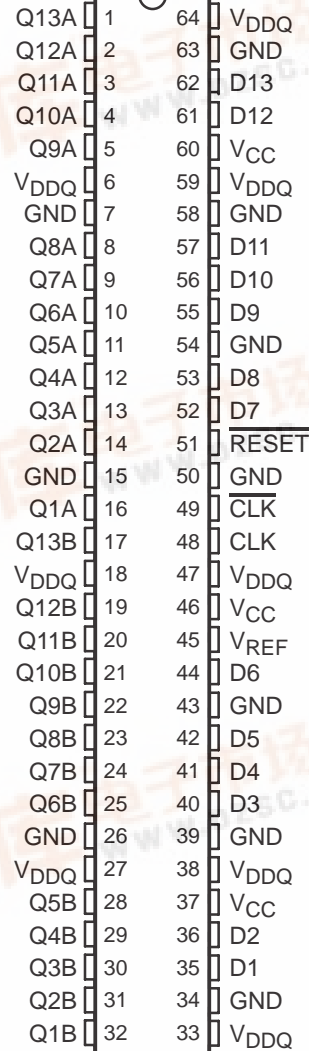 Q13A 1 64 VDDQ
Q12A 2 63 GND
Q11A 3 62 D13
Q10A 4 61 D12
Q9A 5 60 VCC
VDDQ 6 59 VDDQ
GND 7 58 GND
Q8A 8 57 D11
Q7A 9 56 D10
Q6A 10 55 D9
Q5A 11 54 GND
Q4A 12 53 D8
Q3A 13 52 D7
Q2A 14 51 RESET
GND 15 50 GND
Q1A 16 49 CLK
Q13B 17 48 CLK
VDDQ 18 47 VDDQ
Q12B 19 46 VCC
Q11B 20 45 VREF
Q10B 21 44 D6
Q9B 22 43 GND
Q8B 23 42 D5
Q7B 24 41 D4
Q6B 25 40 D3
GND 26 39 GND
VDDQ 27 38 VDDQ
Q5B 28 37 VCC
Q4B 29 36 D2
Q3B 30 35 D1
Q2B 31 34 GND
Q1B 32 33 VDDQ